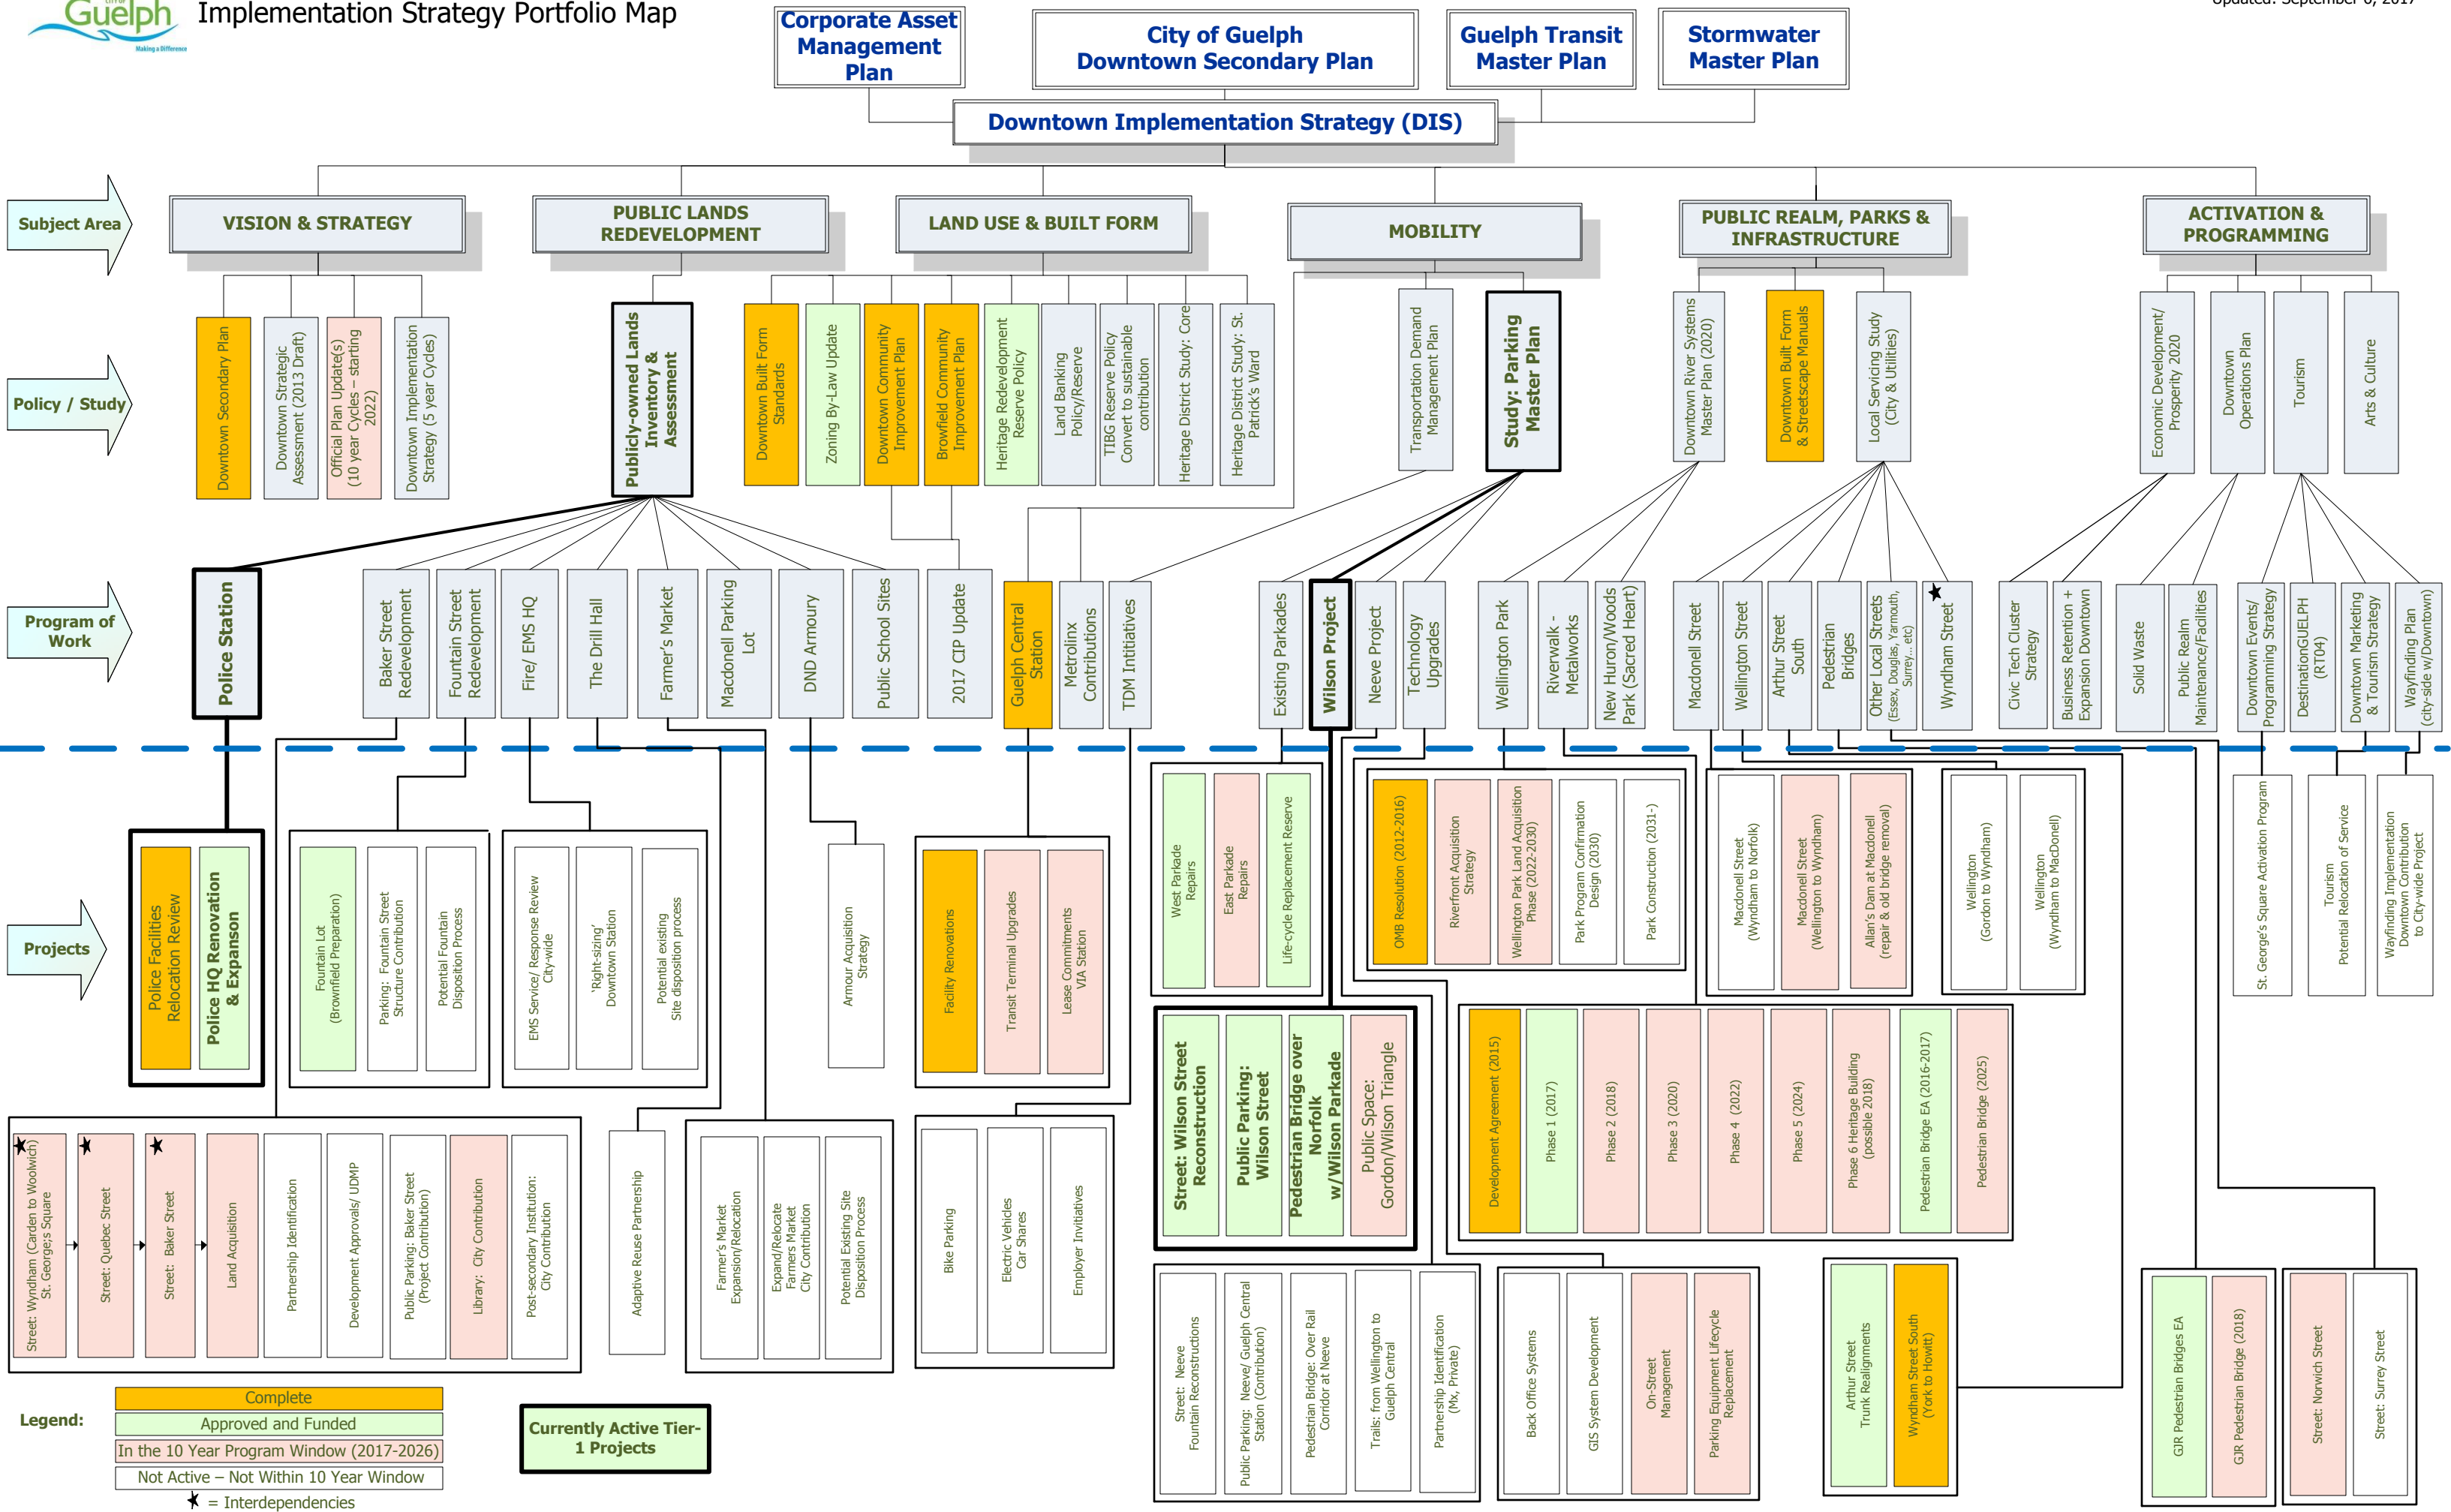 Guelph
Making a Difference
Implementation Strategy Portfolio Map
Updated: September 6, 2017
Corporate Asset
Management
Plan
City of Guelph
Downtown Secondary Plan
Guelph Transit
Master Plan
Stormwater
Master Plan
Downtown Implementation Strategy (DIS)
Subject Area
VISION & STRATEGY
PUBLIC LANDS
REDEVELOPMENT
LAND USE & BUILT FORM
MOBILITY
PUBLIC REALM, PARKS &
INFRASTRUCTURE
ACTIVATION &
PROGRAMMING
Policy / Study
Downtown Secondary Plan
Downtown Strategic
Assessment (2013 Draft)
Official Plan Update(s)
(10 year Cycles – starting
2022)
Downtown Implementation
Strategy (5 year Cycles)
Publicly-owned Lands
Inventory &
Assessment
Downtown Built Form
Standards
Zoning By-Law Update
Downtown Community
Improvement Plan
Browfield Community
Improvement Plan
Heritage Redevelopment
Reserve Policy
Land Banking
Policy/Reserve
TIBG Reserve Policy
Convert to sustainable
contribution
Heritage District Study: Core
Heritage District Study: St.
Patrick's Ward
Transportation Demand
Management Plan
Study: Parking
Master Plan
Downtown River Systems
Master Plan (2020)
Downtown Built Form
& Streetscape Manuals
Local Servicing Study
(City & Utilities)
Economic Development/
Prosperity 2020
Downtown
Operations Plan
Tourism
Arts & Culture
Program of
Work
Police Station
Baker Street
Redevelopment
Fountain Street
Redevelopment
Fire/ EMS HQ
The Drill Hall
Farmer's Market
Macdonell Parking
Lot
DND Armoury
Public School Sites
2017 CIP Update
Guelph Central
Station
Metrolinx
Contributions
TDM Intitiatives
Existing Parkades
Wilson Project
Neeve Project
Technology
Upgrades
Wellington Park
Riverwalk -
Metalworks
New Huron/Woods
Park (Sacred Heart)
Macdonell Street
Wellington Street
Arthur Street
South
Pedestrian
Bridges
Other Local Streets
(Essex, Douglas, Yarmouth,
Surrey... etc)
Wyndham Street
Civic Tech Cluster
Strategy
Business Retention +
Expansion Downtown
Solid Waste
Public Realm
Maintenance/Facilities
Downtown Events/
Programming Strategy
DestinationGUELPH
(RT04)
Downtown Marketing
& Tourism Strategy
Wayfinding Plan
(city-side w/Downtown)
Projects
Police Facilities
Relocation Review
Police HQ Renovation
& Expanson
Fountain Lot
(Brownfield Preparation)
Parking: Fountain Street
Structure Contribution
Potential Fountain
Disposition Process
EMS Service/ Response Review
City-wide
'Right-sizing'
Downtown Station
Potential existing
Site disposition process
Armour Acquisition
Strategy
Facility Renovations
Transit Terminal Upgrades
Lease Commitments
VIA Station
West Parkade
Repairs
East Parkade
Repairs
Life-cycle Replacement Reserve
OMB Resolution (2012-2016)
Riverfront Acquisition
Strategy
Wellington Park Land Acquisition
Phase (2022-2030)
Park Program Confirmation
Design (2030)
Park Construction (2031-)
Macdonell Street
(Wyndham to Norfolk)
Macdonell Street
(Wellington to Wyndham)
Allan's Dam at Macdonell
(repair & old bridge removal)
Wellington
(Gordon to Wyndham)
Wellington
(Wyndham to MacDonell)
St. George's Square Activation Program
Tourism
Potential Relocation of Service
Wayfinding Implementation
Downtown Contribution
to City-wide Project
Street: Wilson Street
Reconstruction
Public Parking:
Wilson Street
Pedestrian Bridge over
Norfolk
w/Wilson Parkade
Public Space:
Gordon/Wilson Triangle
Development Agreement (2015)
Phase 1 (2017)
Phase 2 (2018)
Phase 3 (2020)
Phase 4 (2022)
Phase 5 (2024)
Phase 6 Heritage Building
(possible 2018)
Pedestrian Bridge EA (2016-2017)
Pedestrian Bridge (2025)
Street: Wyndham (Carden to Woolwich)
St. George;s Square
Street: Quebec Street
Street: Baker Street
Land Acquisition
Partnership Identification
Development Approvals/ UDMP
Public Parking: Baker Street
(Project Contribution)
Library: City Contribution
Post-secondary Institution:
City Contribution
Adaptive Reuse Partnership
Farmer's Market
Expansion/Relocation
Expand/Relocate
Farmers Market
City Contribution
Potential Existing Site
Disposition Process
Bike Parking
Electric Vehicles
Car Shares
Employer Invitiatives
Street: Neeve
Fountain Reconstructions
Public Parking: Neeve/ Guelph Central
Station (Contribution)
Pedestrian Bridge: Over Rail
Corridor at Neeve
Trails: from Wellington to
Guelph Central
Partnership Identification
(Mx, Private)
Back Office Systems
GIS System Development
On-Street
Management
Parking Equipment Lifecycle
Replacement
Arthur Street
Trunk Realignments
Wyndham Street South
(York to Howitt)
GJR Pedestrian Bridges EA
GJR Pedestrian Bridge (2018)
Street: Norwich Street
Street: Surrey Street
Legend:
Complete
Approved and Funded
In the 10 Year Program Window (2017-2026)
Not Active – Not Within 10 Year Window
= Interdependencies
Currently Active Tier-
1 Projects